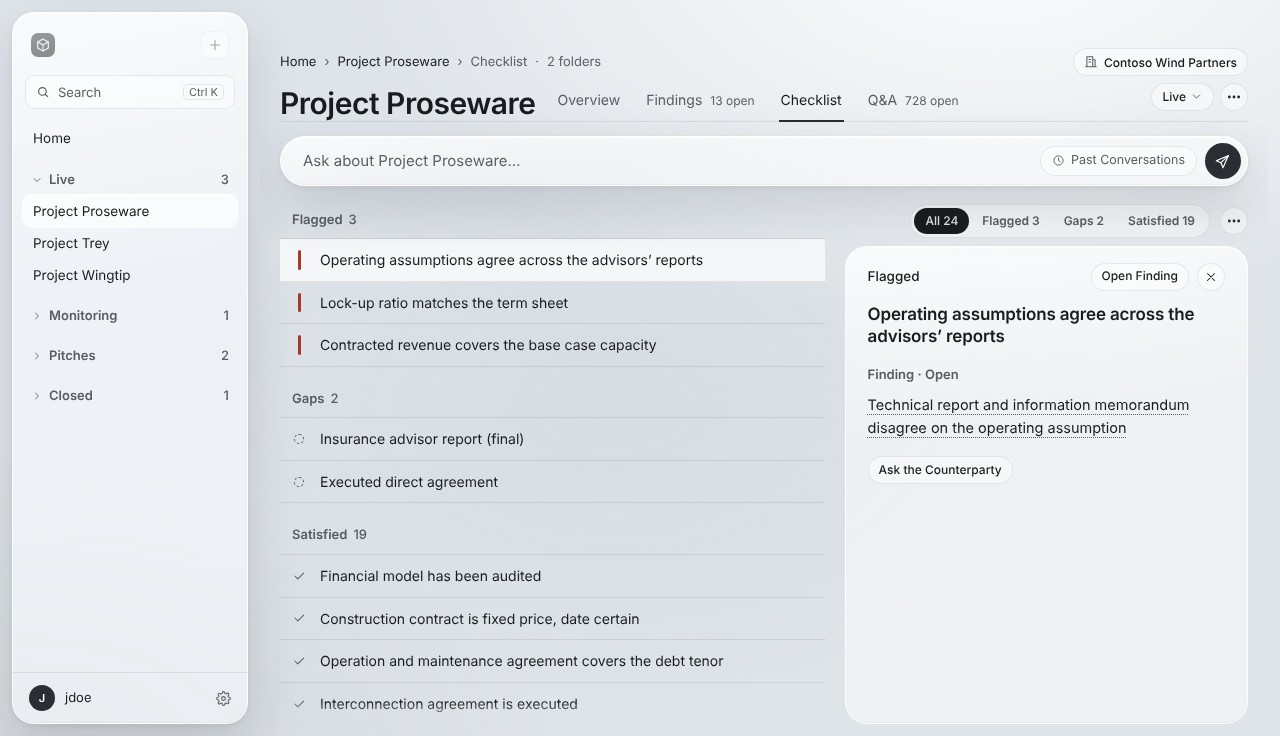 Search
Ctrl K
Home
Live 3
Project Proseware
Project Trey
Project Wingtip
Monitoring 1
Pitches 2
Closed 1
J
jdoe
Home › Project Proseware › Checklist · 2 folders
Contoso Wind Partners
Project Proseware
Overview
Findings 13 open
Checklist
Q&A 728 open
Live
Ask about Project Proseware...
Past Conversations
Flagged 3
All 24
Flagged 3
Gaps 2
Satisfied 19
Operating assumptions agree across the advisors’ reports
Lock-up ratio matches the term sheet
Contracted revenue covers the base case capacity
Gaps 2
Insurance advisor report (final)
Executed direct agreement
Satisfied 19
Financial model has been audited
Construction contract is fixed price, date certain
Operation and maintenance agreement covers the debt tenor
Interconnection agreement is executed
Flagged
Open Finding
Operating assumptions agree across the
advisors’ reports
Finding · Open
Technical report and information memorandum
disagree on the operating assumption
Ask the Counterparty